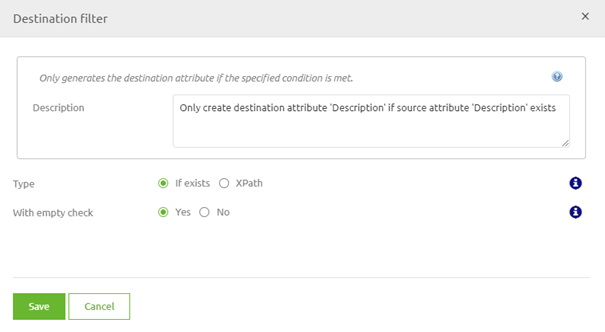 Destination filter
Only generates the destination attribute if the specified condition is met.
Description
Only create destination attribute 'Description' if source attribute 'Description' exists
Type If exists XPath
With empty check Yes No
Save Cancel